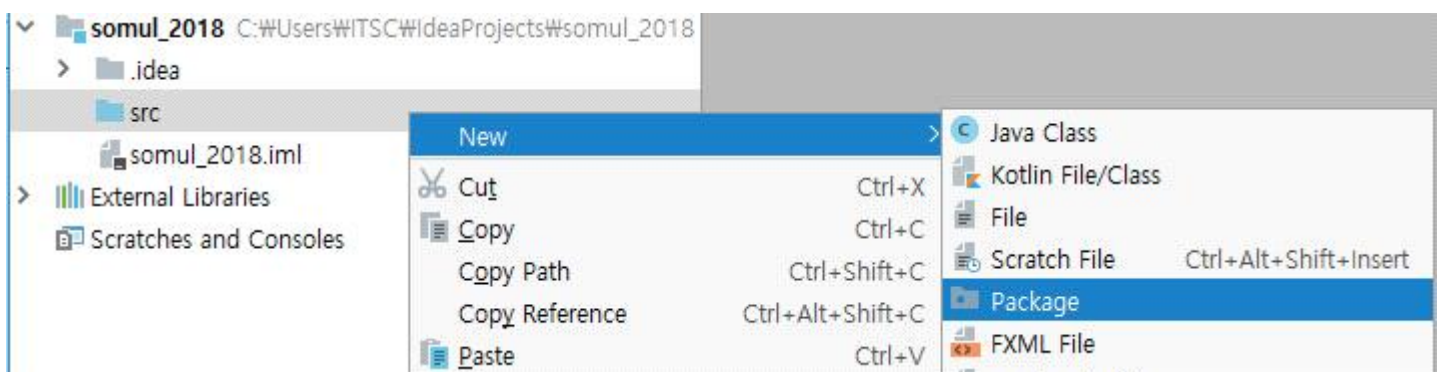 somul_2018 C:₩Users₩ITSC₩IdeaProjects₩somul_2018
.idea
src
somul_2018.iml
External Libraries
Scratches and Consoles
New
Cut Ctrl+X
Copy Ctrl+C
Copy Path Ctrl+Shift+C
Copy Reference Ctrl+Alt+Shift+C
Paste Ctrl+V
C Java Class
Kotlin File/Class
File
Scratch File Ctrl+Alt+Shift+Insert
Package
FXML File